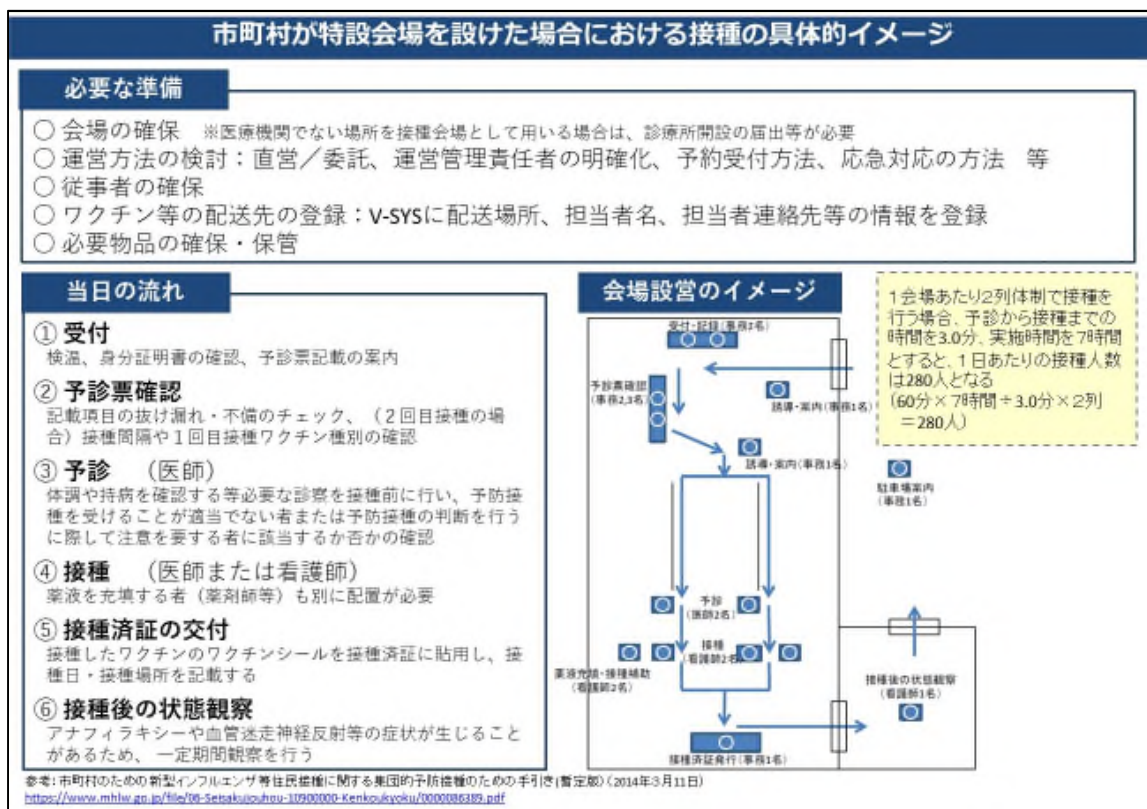 市町村が特設会場を設けた場合における接種の具体的イメージ
必要な準備
○ 会場の確保 ※医療機関でない場所を接種会場として用いる場合は、診療所開設の届出等が必要
○ 運営方法の検討：直営／委託、運営管理責任者の明確化、予約受付方法、応急対応の方法 等
○ 従事者の確保
○ ワクチン等の配送先の登録：V-SYSに配送場所、担当者名、担当者連絡先等の情報を登録
○ 必要物品の確保・保管
当日の流れ
① 受付
検温、身分証明書の確認、予診票記載の案内
② 予診票確認
記載項目の抜け漏れ・不備のチェック、（２回目接種の場
合）接種間隔や１回目接種ワクチン種別の確認
③ 予診 （医師）
体調や持病を確認する等必要な診察を接種前に行い、予防接
種を受けることが適当でない者または予防接種の判断を行う
に際して注意を要する者に該当するか否かの確認
④ 接種 （医師または看護師）
薬液を充填する者（薬剤師等）も別に配置が必要
⑤ 接種済証の交付
接種したワクチンのワクチンシールを接種済証に貼用し、接
種日・接種場所を記載する
⑥ 接種後の状態観察
アナフィラキシーや血管迷走神経反射等の症状が生じること
があるため、 一定期間観察を行う
会場設営のイメージ
受付・記録(事務2名)
予診票確認
(事務2,3名)
誘導・案内(事務1名)
誘導・案内(事務1名)
駐車場案内
(事務1名)
予診
(医師2名)
接種
(看護師2名)
薬液充填・接種補助
(看護師2名)
接種後の状態観察
(看護師1名)
接種済証発行(事務1名)
１会場あたり2列体制で接種を
行う場合、予診から接種までの
時間を3.0分、実施時間を7時間
とすると、１日あたりの接種人数
は280人となる
(60分×7時間÷3.0分×２列
＝280人)
参考：市町村のための新型インフルエンザ等住民接種に関する集団的予防接種のための手引き(暫定版)（2014年3月11日）
https://www.mhlw.go.jp/file/06-Seisakujouhou-10900000-Kenkoukyoku/0000086389.pdf